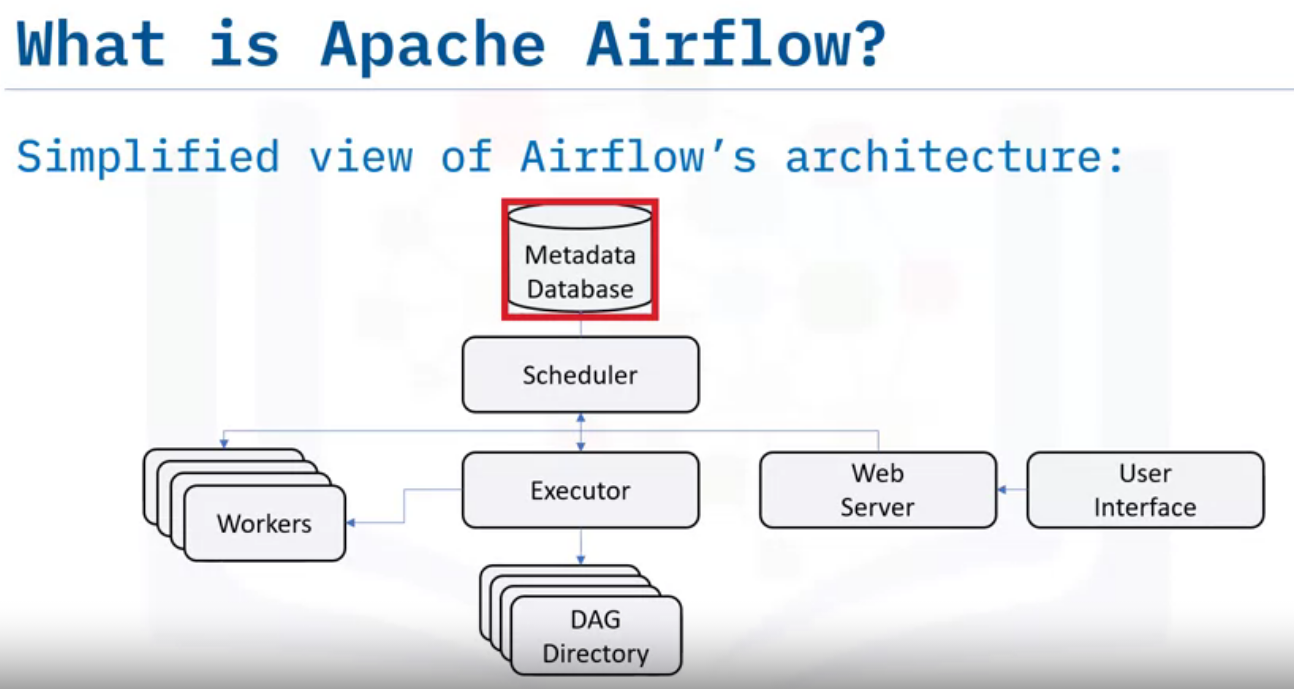 What is Apache Airflow?
Simplified view of Airflow’s architecture:
Metadata
Database
Scheduler
Workers
Executor
Web
Server
User
Interface
DAG
Directory